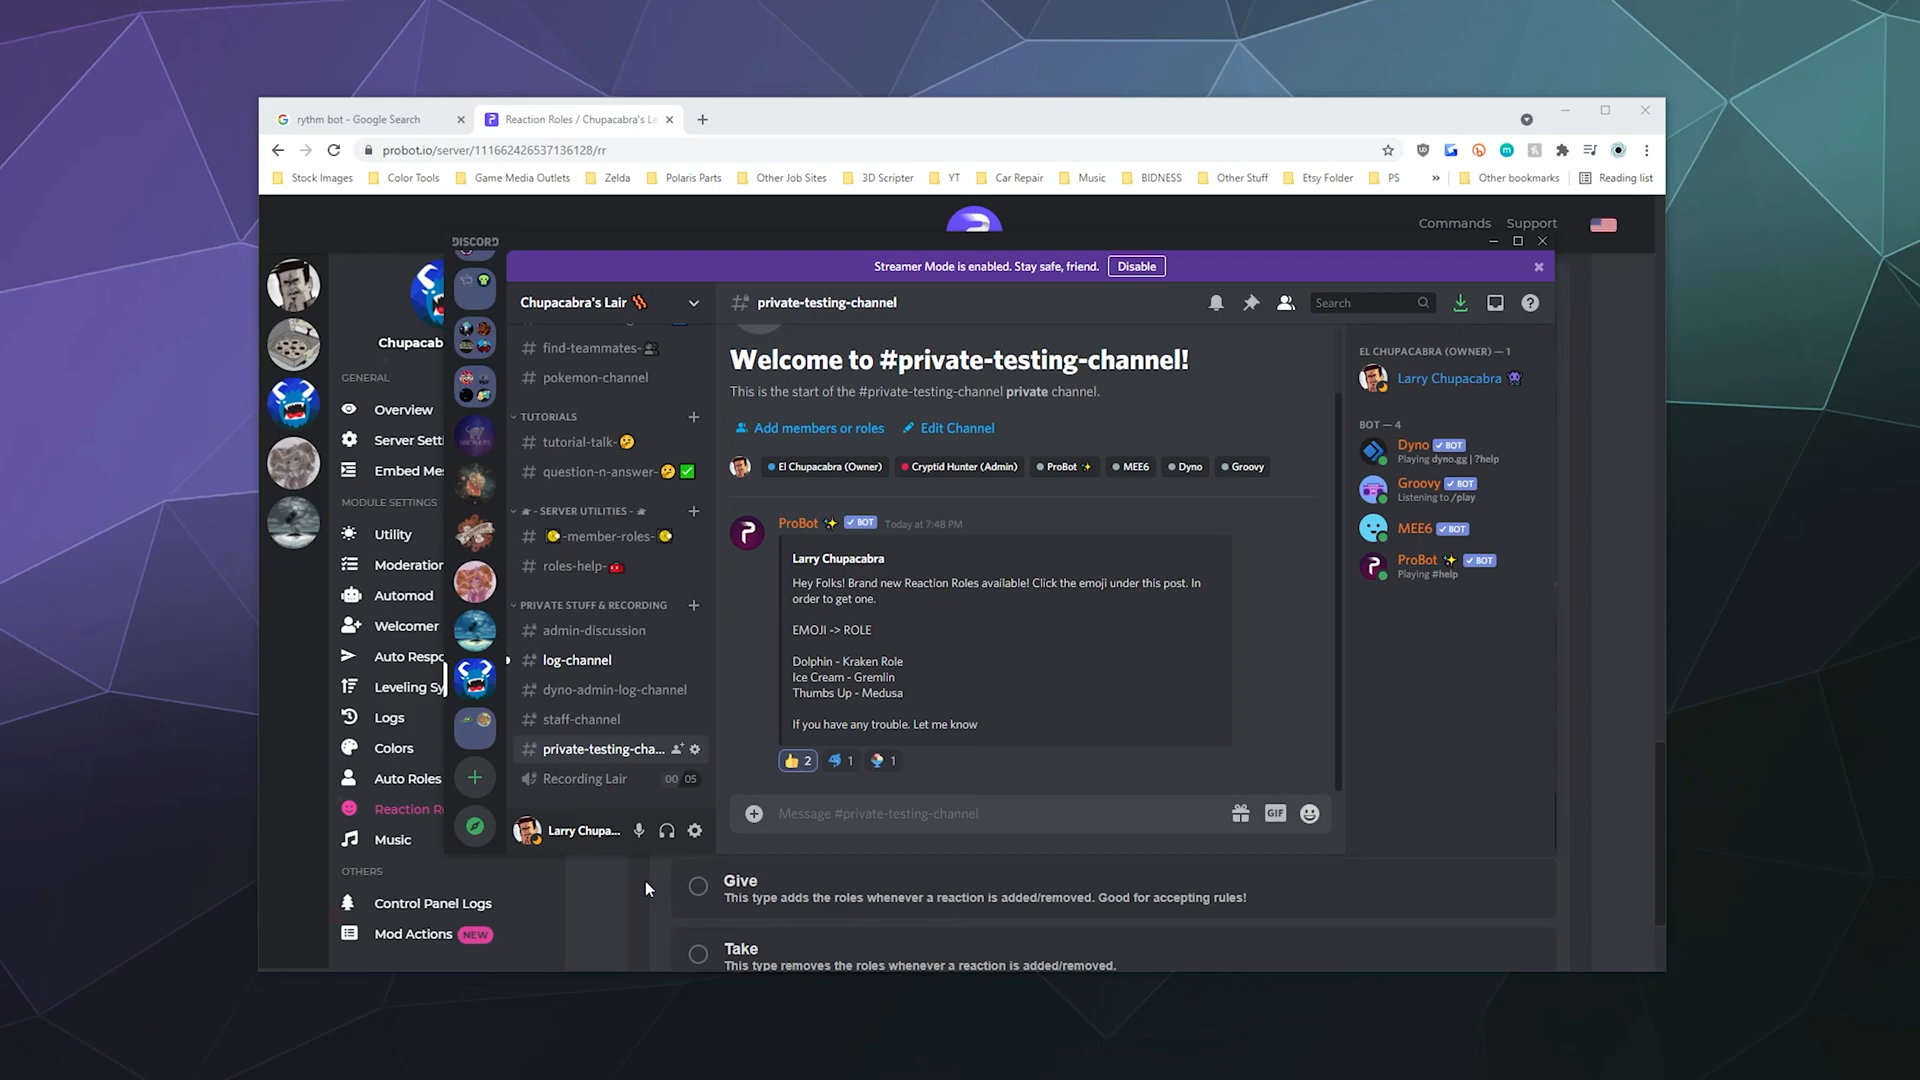 rythm bot - Google Search
Reaction Roles / Chupacabra's La
probot.io/server/111662426537136128/rr
Stock Images
Color Tools
Game Media Outlets
Zelda
Polaris Parts
Other Job Sites
3D Scripter
YT
Car Repair
Music
BIDNESS
Other Stuff
Etsy Folder
PS
»
Other bookmarks
Reading list
Commands
Support
Chupacab
GENERAL
Overview
Server Sett
Embed Mes
MODULE SETTINGS
Utility
Moderation
Automod
Welcomer
Auto Respo
Leveling Sy
Logs
Colors
Auto Roles
Reaction R
Music
OTHERS
Control Panel Logs
Mod Actions NEW
DISCORD
Streamer Mode is enabled. Stay safe, friend. Disable
Chupacabra's Lair
find-teammates-
pokemon-channel
TUTORIALS
tutorial-talk-🤔
question-n-answer-🤔✅
- SERVER UTILITIES -
-member-roles-
roles-help-🧰
PRIVATE STUFF & RECORDING
admin-discussion
log-channel
dyno-admin-log-channel
staff-channel
private-testing-cha...
Recording Lair 00 05
Larry Chupa...
private-testing-channel
Search
Welcome to #private-testing-channel!
This is the start of the #private-testing-channel private channel.
Add members or roles Edit Channel
El Chupacabra (Owner) Cryptid Hunter (Admin) ProBot ✨ MEE6 Dyno Groovy
ProBot ✨ ✓ BOT Today at 7:48 PM
Larry Chupacabra
Hey Folks! Brand new Reaction Roles available! Click the emoji under this post. In
order to get one.
EMOJI -> ROLE
Dolphin - Kraken Role
Ice Cream - Gremlin
Thumbs Up - Medusa
If you have any trouble. Let me know
👍 2 🐬 1 🍨 1
Message #private-testing-channel
GIF
EL CHUPACABRA (OWNER) — 1
Larry Chupacabra 👾
BOT — 4
Dyno ✓ BOT
Playing dyno.gg | ?help
Groovy ✓ BOT
Listening to /play
MEE6 ✓ BOT
ProBot ✨ ✓ BOT
Playing #help
Give
This type adds the roles whenever a reaction is added/removed. Good for accepting rules!
Take
This type removes the roles whenever a reaction is added/removed.